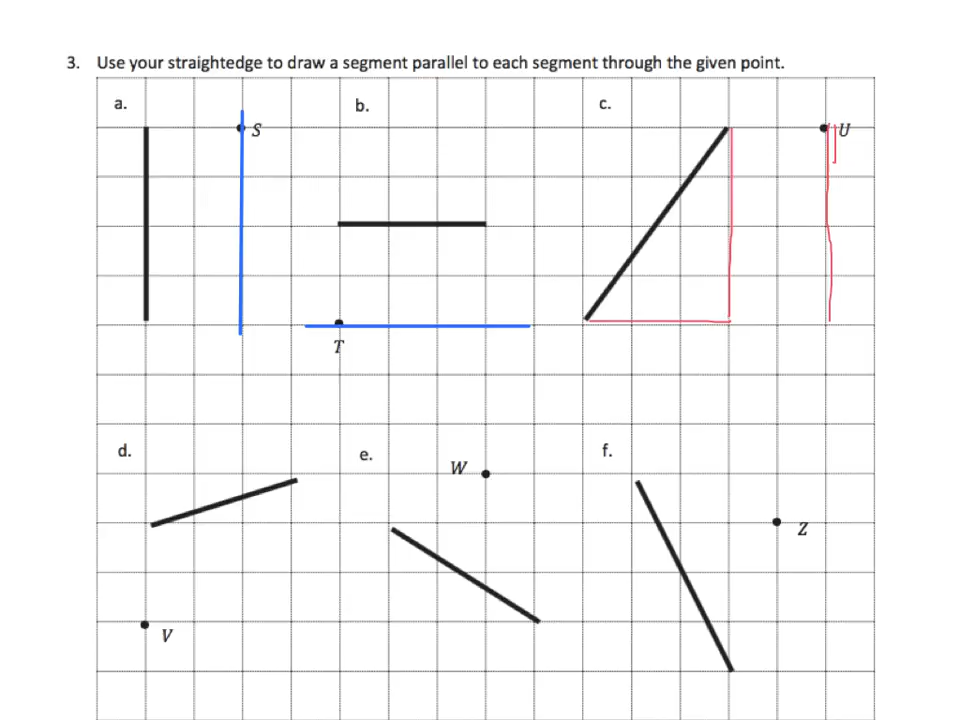 3. Use your straightedge to draw a segment parallel to each segment through the given point.
a.
b.
c.
S
U
T
d.
e.
f.
W
Z
V